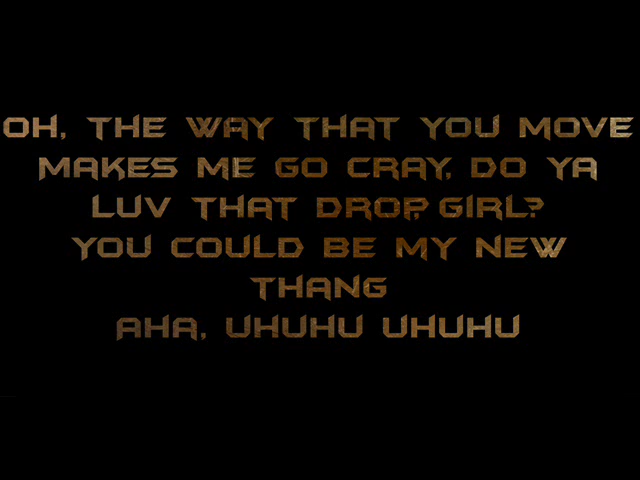 OH, THE WAY THAT YOU MOVE
MAKES ME GO CRAY, DO YA
LUV THAT DROP, GIRL?
YOU COULD BE MY NEW
THANG
AHA, UHUHU UHUHU